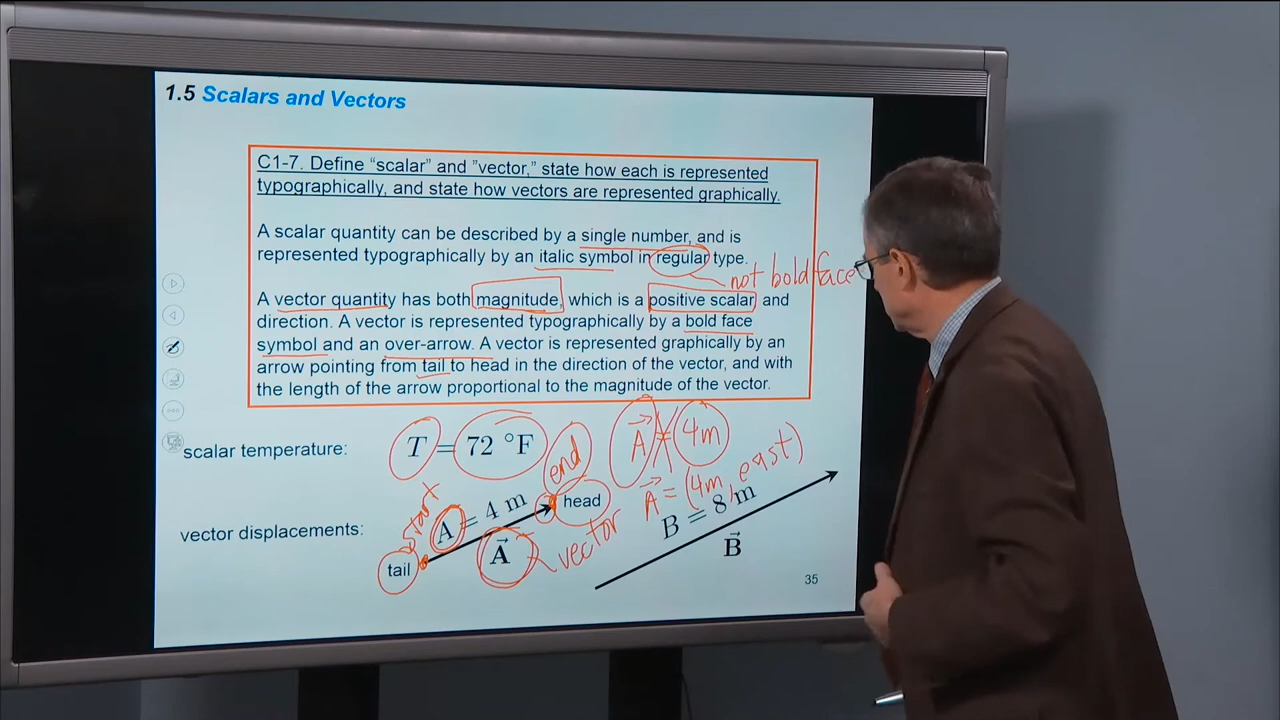 1.5 Scalars and Vectors
C1-7. Define “scalar” and ”vector,” state how each is represented
typographically, and state how vectors are represented graphically.
A scalar quantity can be described by a single number, and is
represented typographically by an italic symbol in regular type.
not bold face
A vector quantity has both magnitude, which is a positive scalar and
direction. A vector is represented typographically by a bold face
symbol and an over-arrow. A vector is represented graphically by an
arrow pointing from tail to head in the direction of the vector, and with
the length of the arrow proportional to the magnitude of the vector.
scalar temperature:
T = 72 °F
end
A⃗ = 4m
A⃗ = (4m, east)
vector displacements:
start
A = 4 m
head
tail
A⃗
vector
B = 8 m
B⃗
35